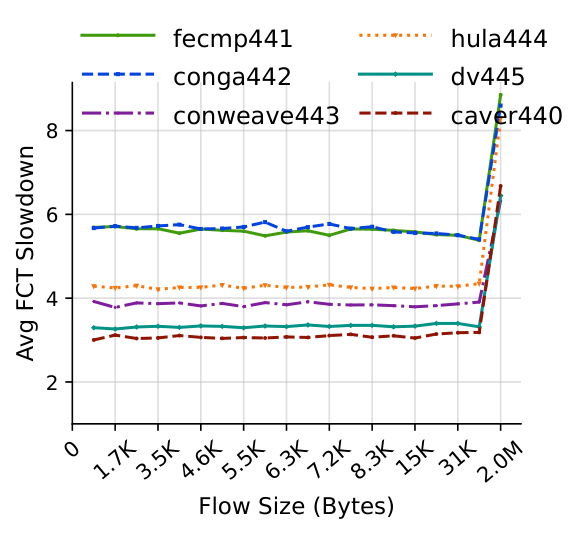 fecmp441 hula444
conga442 dv445
conweave443 caver440
Avg FCT Slowdown
8
6
4
2
0 1.7K 3.5K 4.6K 5.5K 6.3K 7.2K 8.3K 15K 31K 2.0M
Flow Size (Bytes)